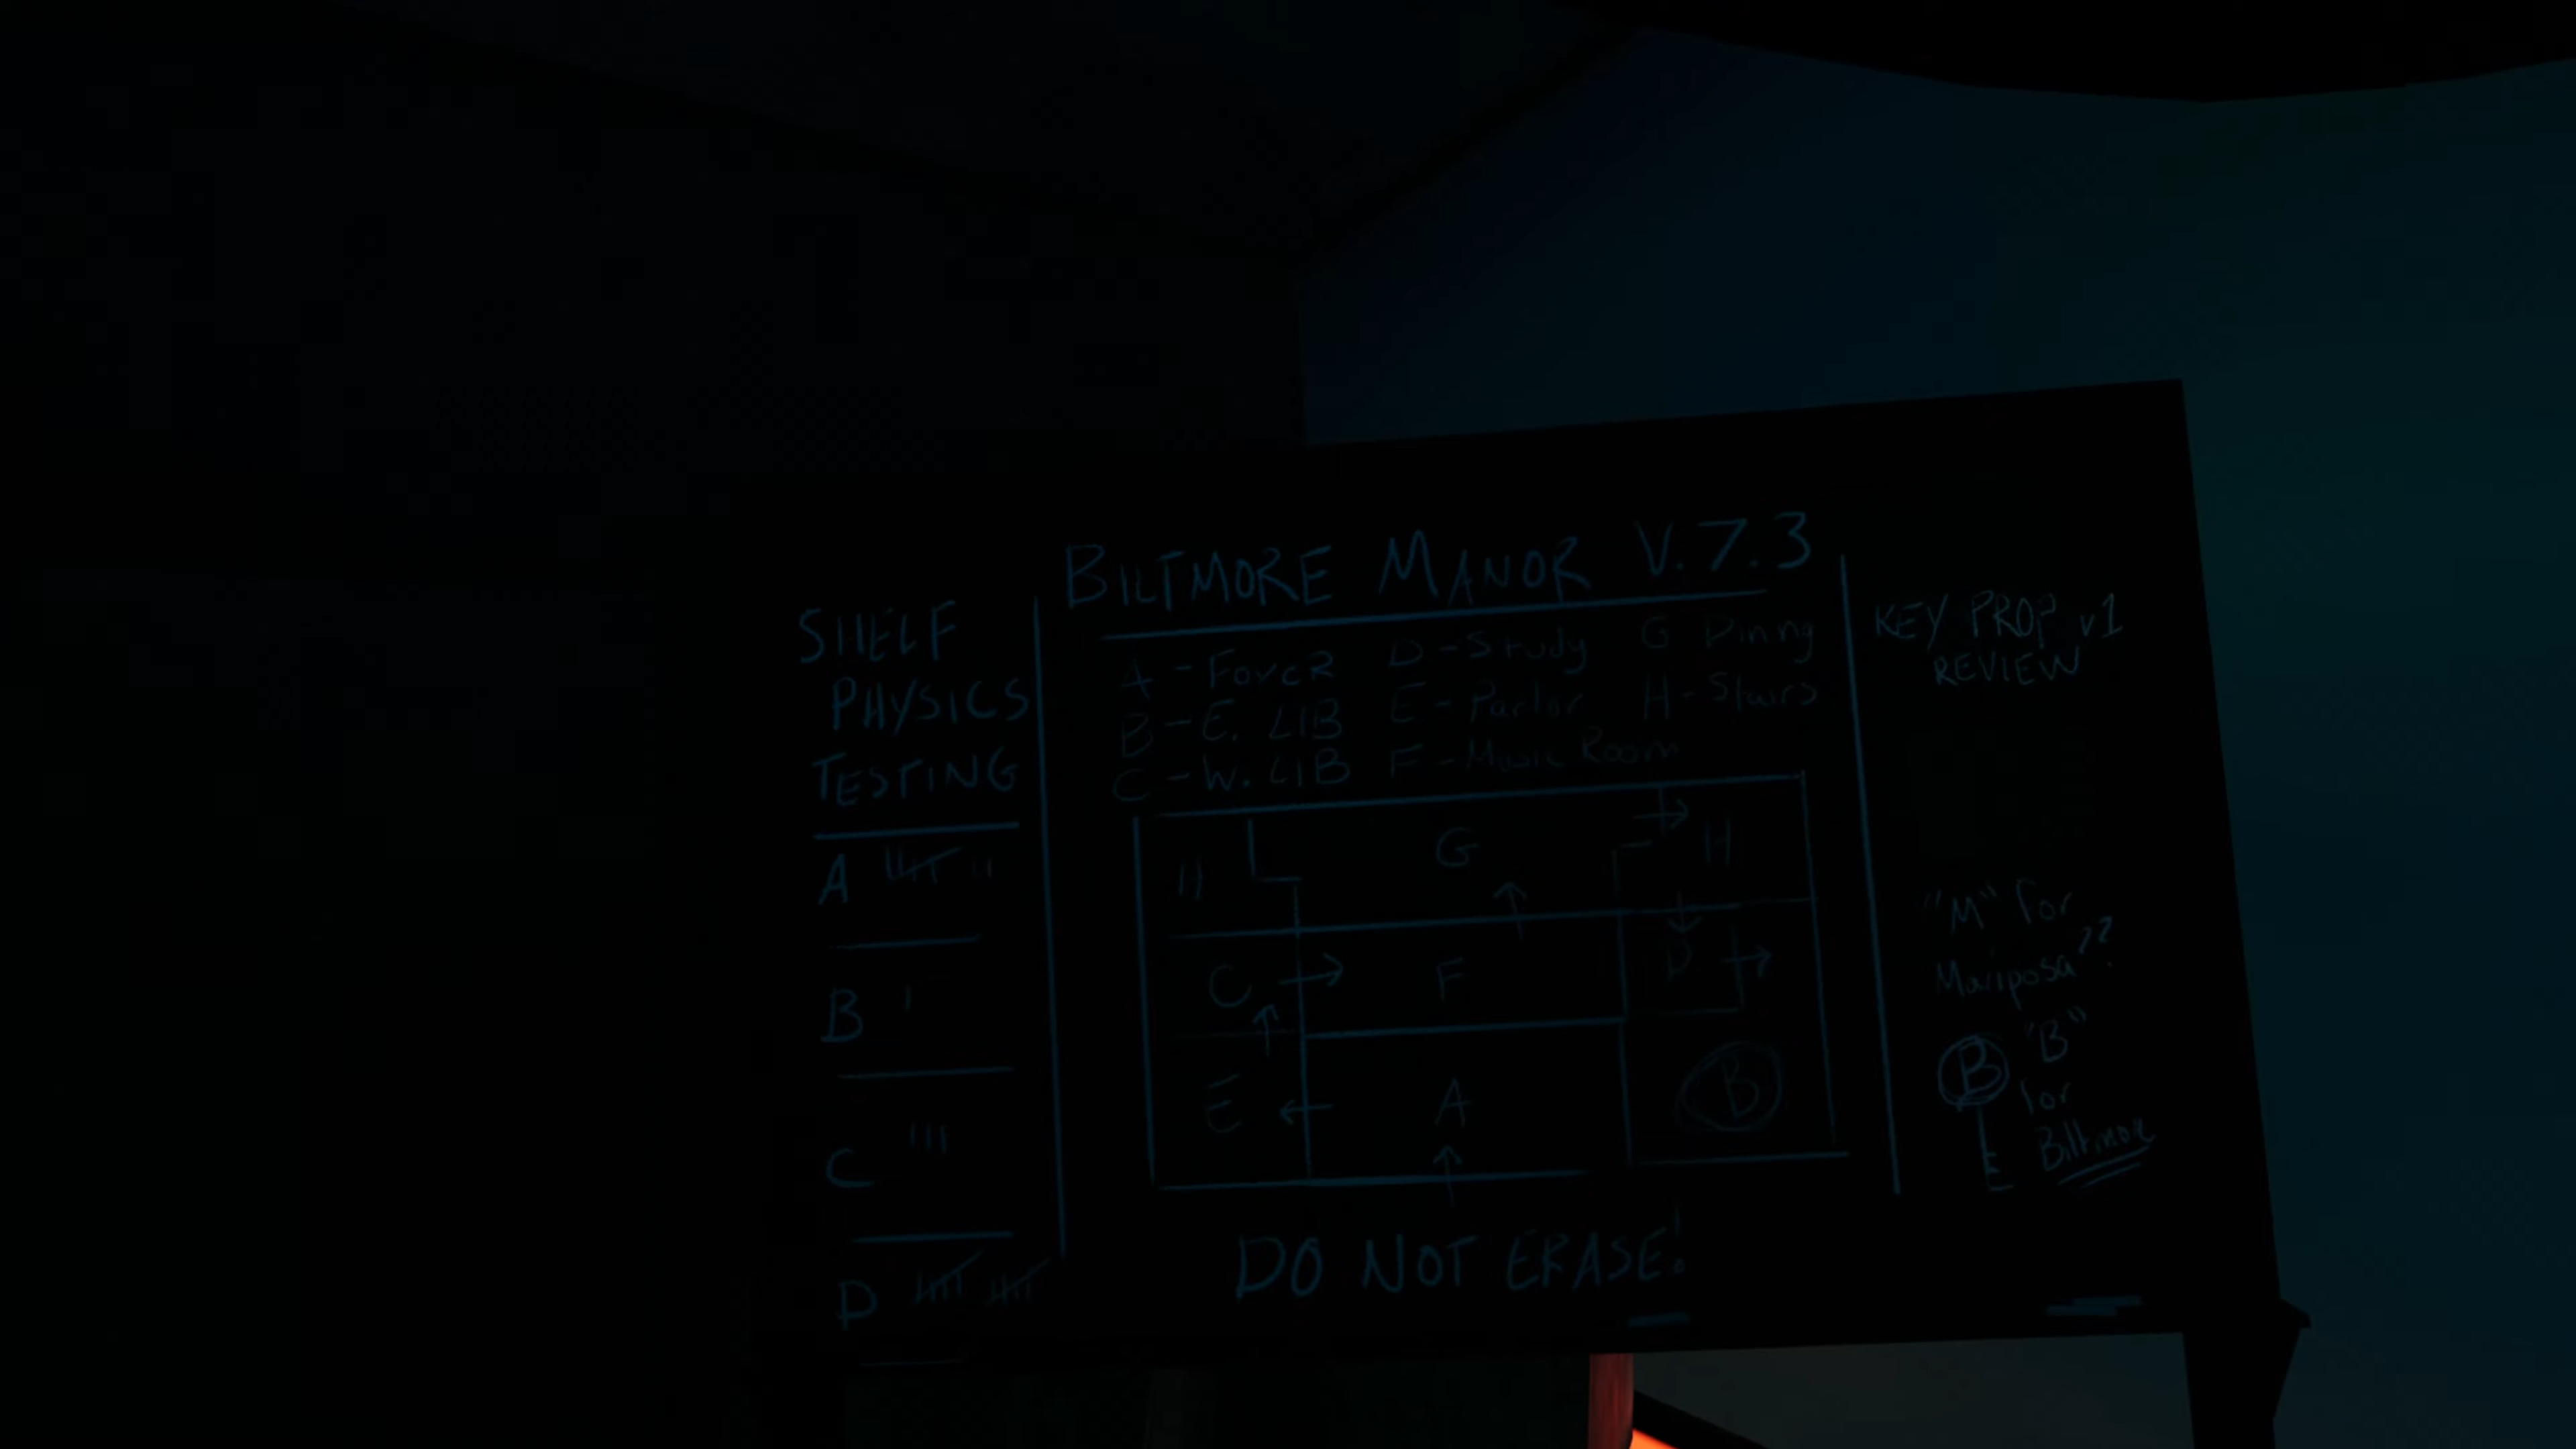 BILTMORE MANOR V.7.3
A - FOYER D - Study G Dining
B - E. LIB E - Parlor H - Stairs
C - W. LIB F - Music Room
G
H
H
C
F
D
E
A
B
DO NOT ERASE!
SHELF
PHYSICS
TESTING
A
B
C
D
KEY PROP v1
REVIEW
"M" for
Mariposa??
B "B"
for
Biltmore